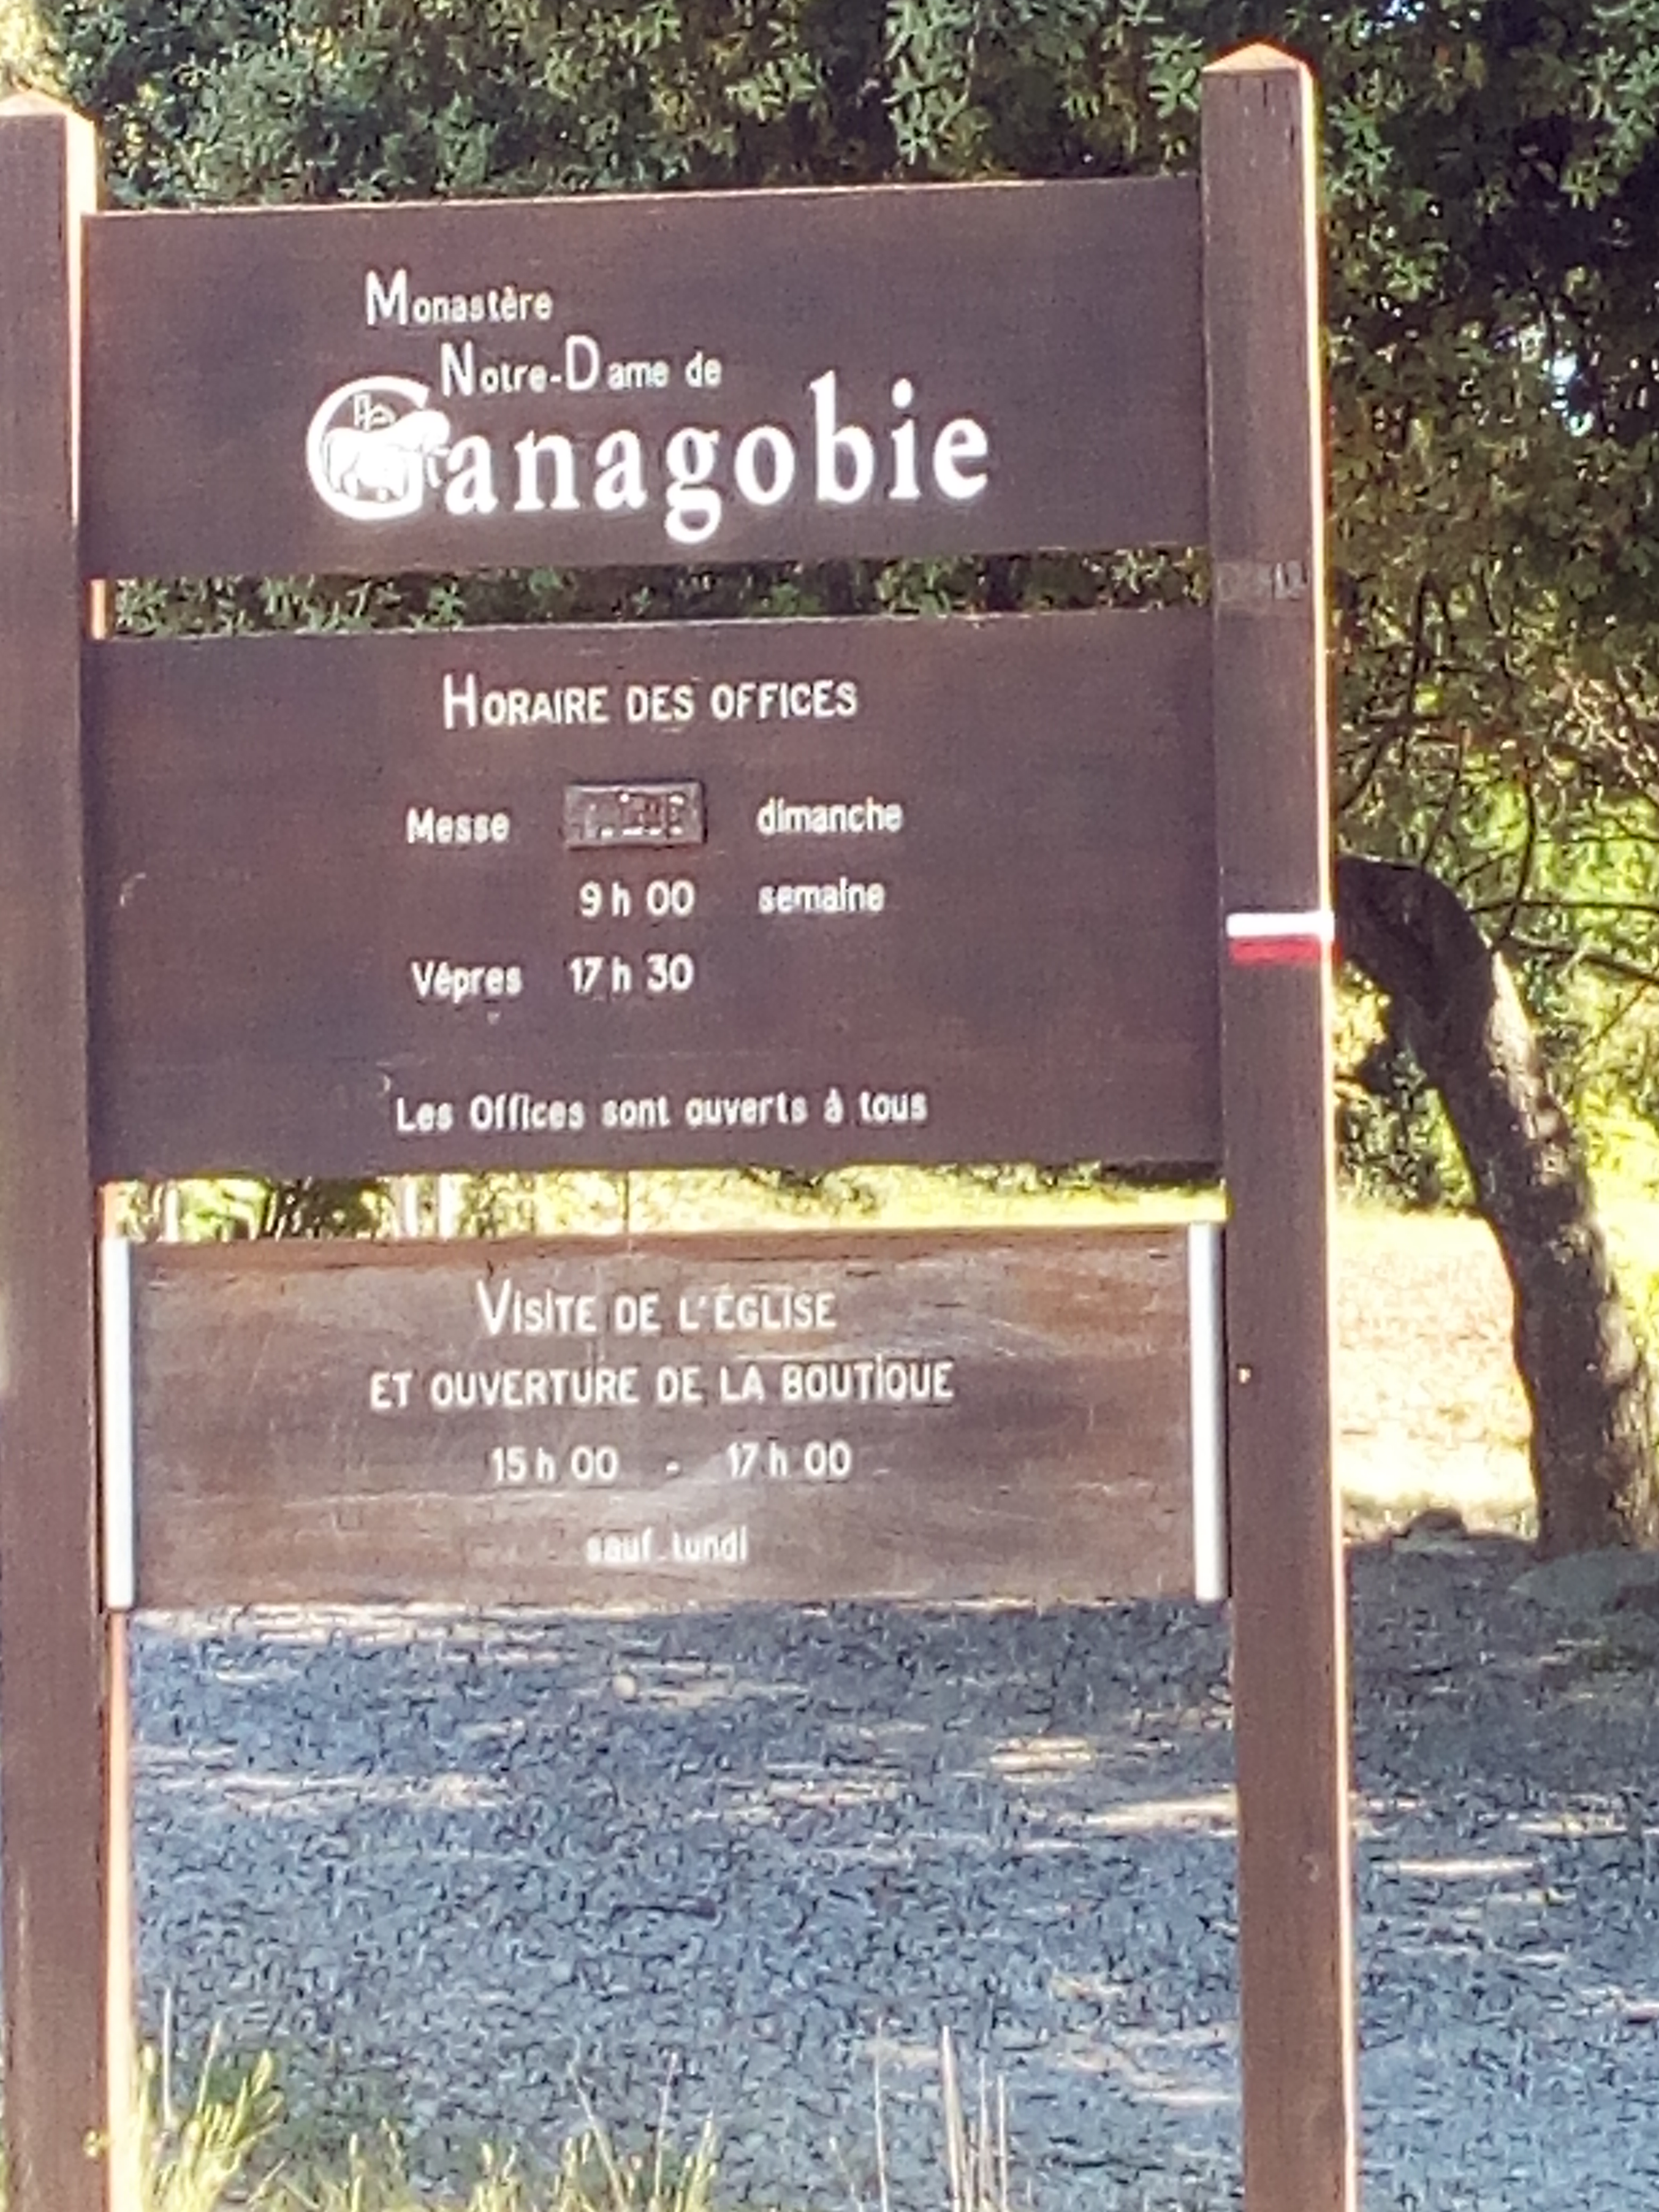 Monastère
Notre-Dame de
Ganagobie
HORAIRE DES OFFICES
Messe dimanche
9 h 00 semaine
Vêpres 17 h 30
Les Offices sont ouverts à tous
VISITE DE L'ÉGLISE
ET OUVERTURE DE LA BOUTIQUE
15 h 00 - 17 h 00
sauf lundi